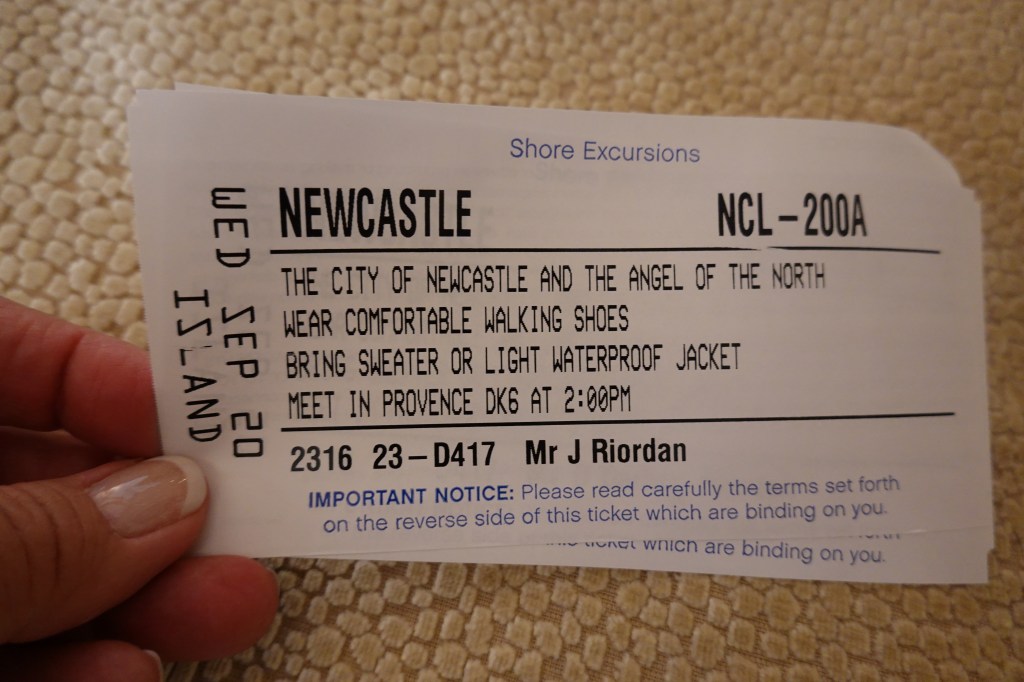 Shore Excursions
NEWCASTLE NCL-200A
THE CITY OF NEWCASTLE AND THE ANGEL OF THE NORTH
WEAR COMFORTABLE WALKING SHOES
BRING SWEATER OR LIGHT WATERPROOF JACKET
MEET IN PROVENCE DK6 AT 2:00PM
2316 23-D417 Mr J Riordan
IMPORTANT NOTICE: Please read carefully the terms set forth
on the reverse side of this ticket which are binding on you.
ticket which are binding on you.
WED SEP 20
ISLAND